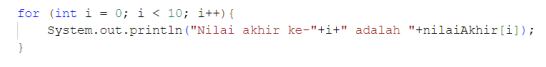 for (int i = 0; i < 10; i++){
System.out.println("Nilai akhir ke-"+i+" adalah "+nilaiAkhir[i]);
}